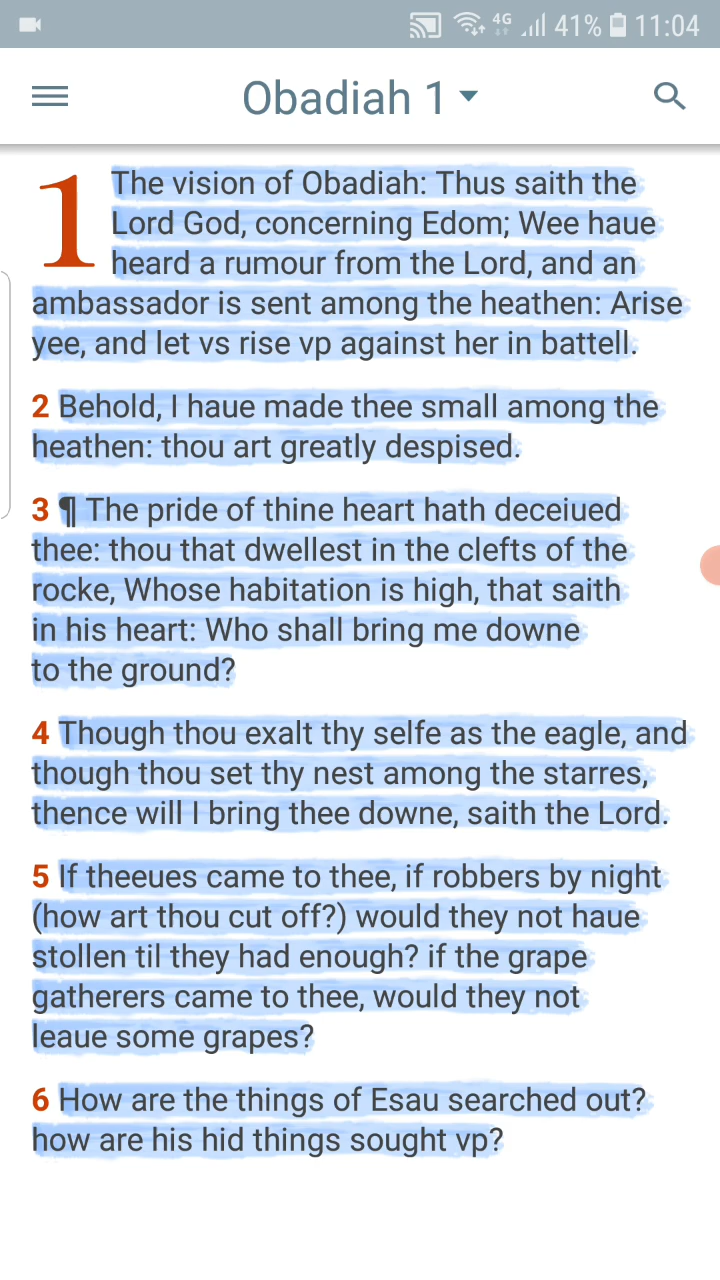 4G 41% 11:04
Obadiah 1
1 The vision of Obadiah: Thus saith the
Lord God, concerning Edom; Wee haue
heard a rumour from the Lord, and an
ambassador is sent among the heathen: Arise
yee, and let vs rise vp against her in battell.
2 Behold, I haue made thee small among the
heathen: thou art greatly despised.
3 ¶ The pride of thine heart hath deceiued
thee: thou that dwellest in the clefts of the
rocke, Whose habitation is high, that saith
in his heart: Who shall bring me downe
to the ground?
4 Though thou exalt thy selfe as the eagle, and
though thou set thy nest among the starres,
thence will I bring thee downe, saith the Lord.
5 If theeues came to thee, if robbers by night
(how art thou cut off?) would they not haue
stollen til they had enough? if the grape
gatherers came to thee, would they not
leaue some grapes?
6 How are the things of Esau searched out?
how are his hid things sought vp?